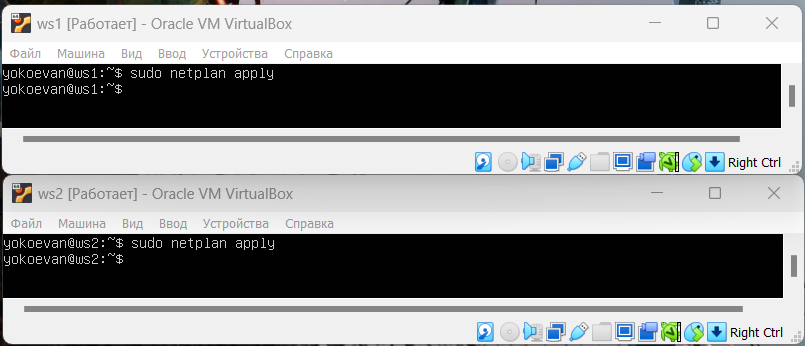 ws1 [Работает] - Oracle VM VirtualBox
Файл Машина Вид Ввод Устройства Справка
yokoevan@ws1:~$ sudo netplan apply
yokoevan@ws1:~$
Right Ctrl
ws2 [Работает] - Oracle VM VirtualBox
Файл Машина Вид Ввод Устройства Справка
yokoevan@ws2:~$ sudo netplan apply
yokoevan@ws2:~$
Right Ctrl